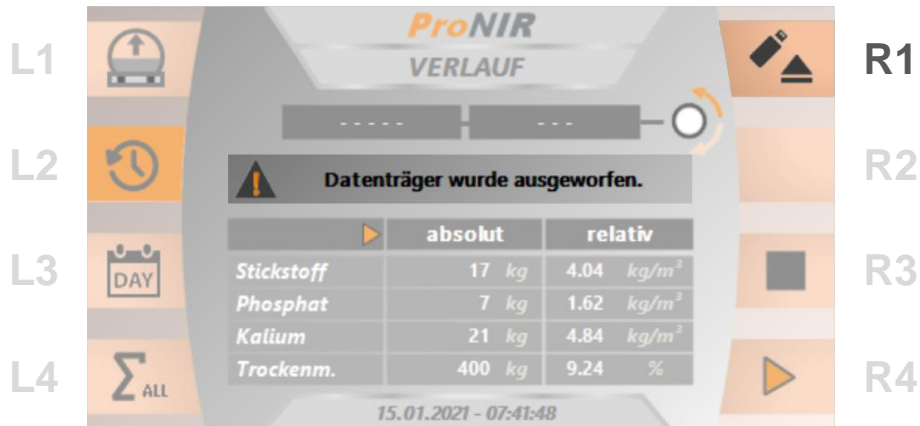 ProNIR
VERLAUF
L1
R1
- - - - -
- - -
L2
R2
Datenträger wurde ausgeworfen.
absolut relativ
L3
DAY
R3
Stickstoff 17 kg 4.04 kg/m³
Phosphat 7 kg 1.62 kg/m³
Kalium 21 kg 4.84 kg/m³
Trockenm. 400 kg 9.24 %
L4
Σ ALL
R4
15.01.2021 - 07:41:48